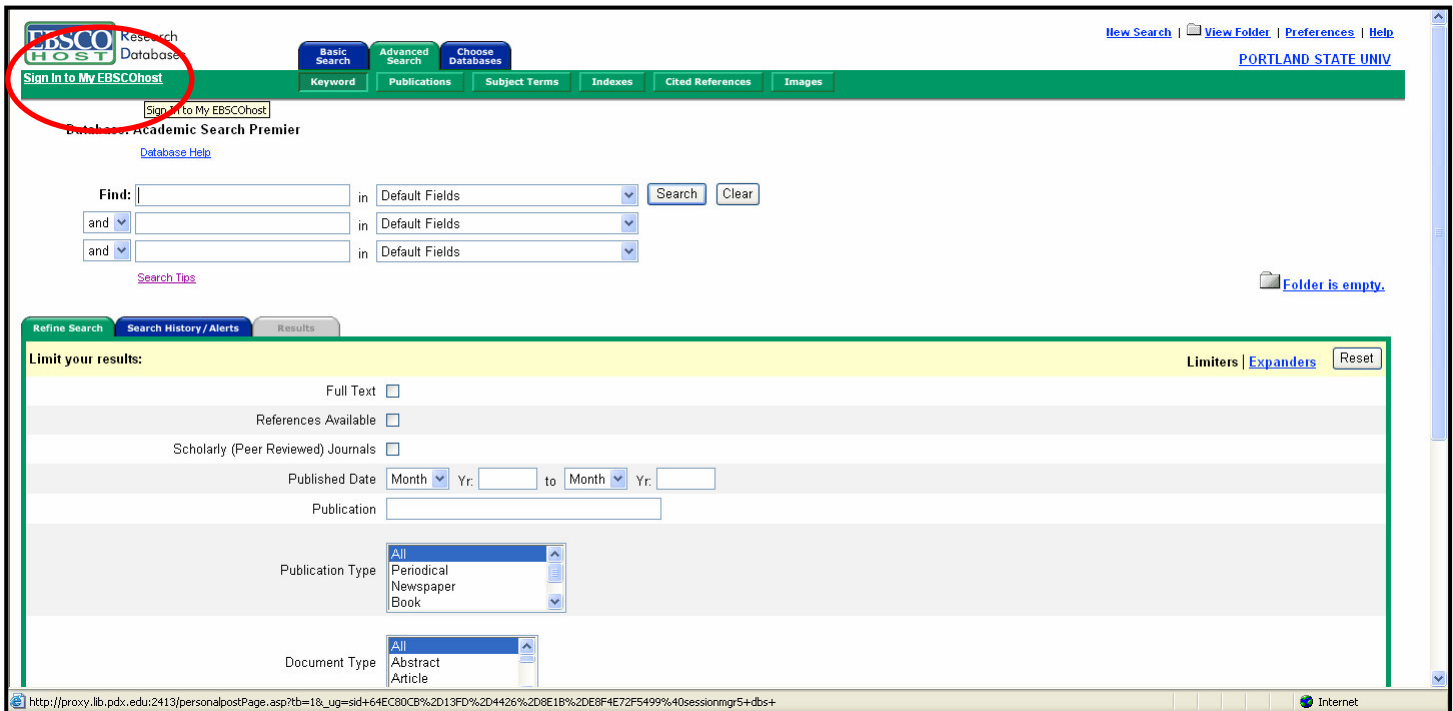 EBSCO Research
HOST Databases
New Search | View Folder | Preferences | Help
Basic Search Advanced Search Choose Databases
PORTLAND STATE UNIV
Sign In to My EBSCOhost
Keyword Publications Subject Terms Indexes Cited References Images
Sign In to My EBSCOhost
Database: Academic Search Premier
Database Help
Find: in Default Fields Search Clear
and in Default Fields
and in Default Fields
Search Tips
Folder is empty.
Refine Search Search History/Alerts Results
Limit your results: Limiters | Expanders Reset
Full Text
References Available
Scholarly (Peer Reviewed) Journals
Published Date Month Yr: to Month Yr:
Publication
Publication Type All
Periodical
Newspaper
Book
Document Type All
Abstract
Article
http://proxy.lib.pdx.edu:2413/personalpostPage.asp?tb=1&_ug=sid+64EC80CB%2D13FD%2D4426%2D8E1B%2DE8F4E72F5499%40sessionmgr5+dbs+ Internet